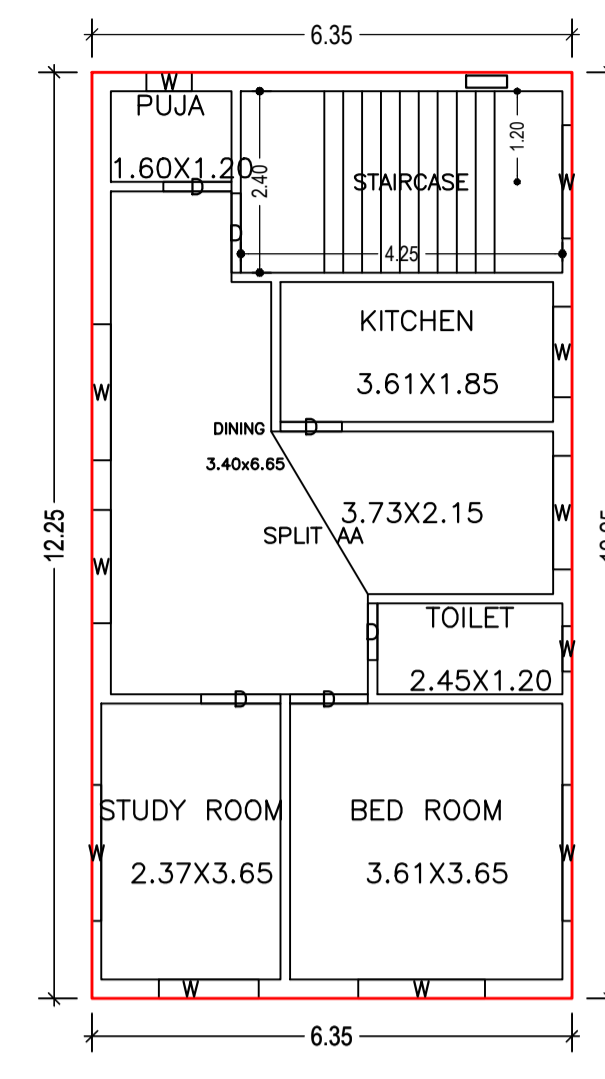 6.35
W
PUJA
1.60X1.20
D
2.40
1.20
STAIRCASE
W
D
4.25
KITCHEN
W
3.61X1.85
W
DINING
D
3.40x6.65
3.73X2.15
W
SPLIT AA
12.25
W
TOILET
D
W
2.45X1.20
D
D
STUDY ROOM
BED ROOM
W
W
2.37X3.65
3.61X3.65
W
W
6.35